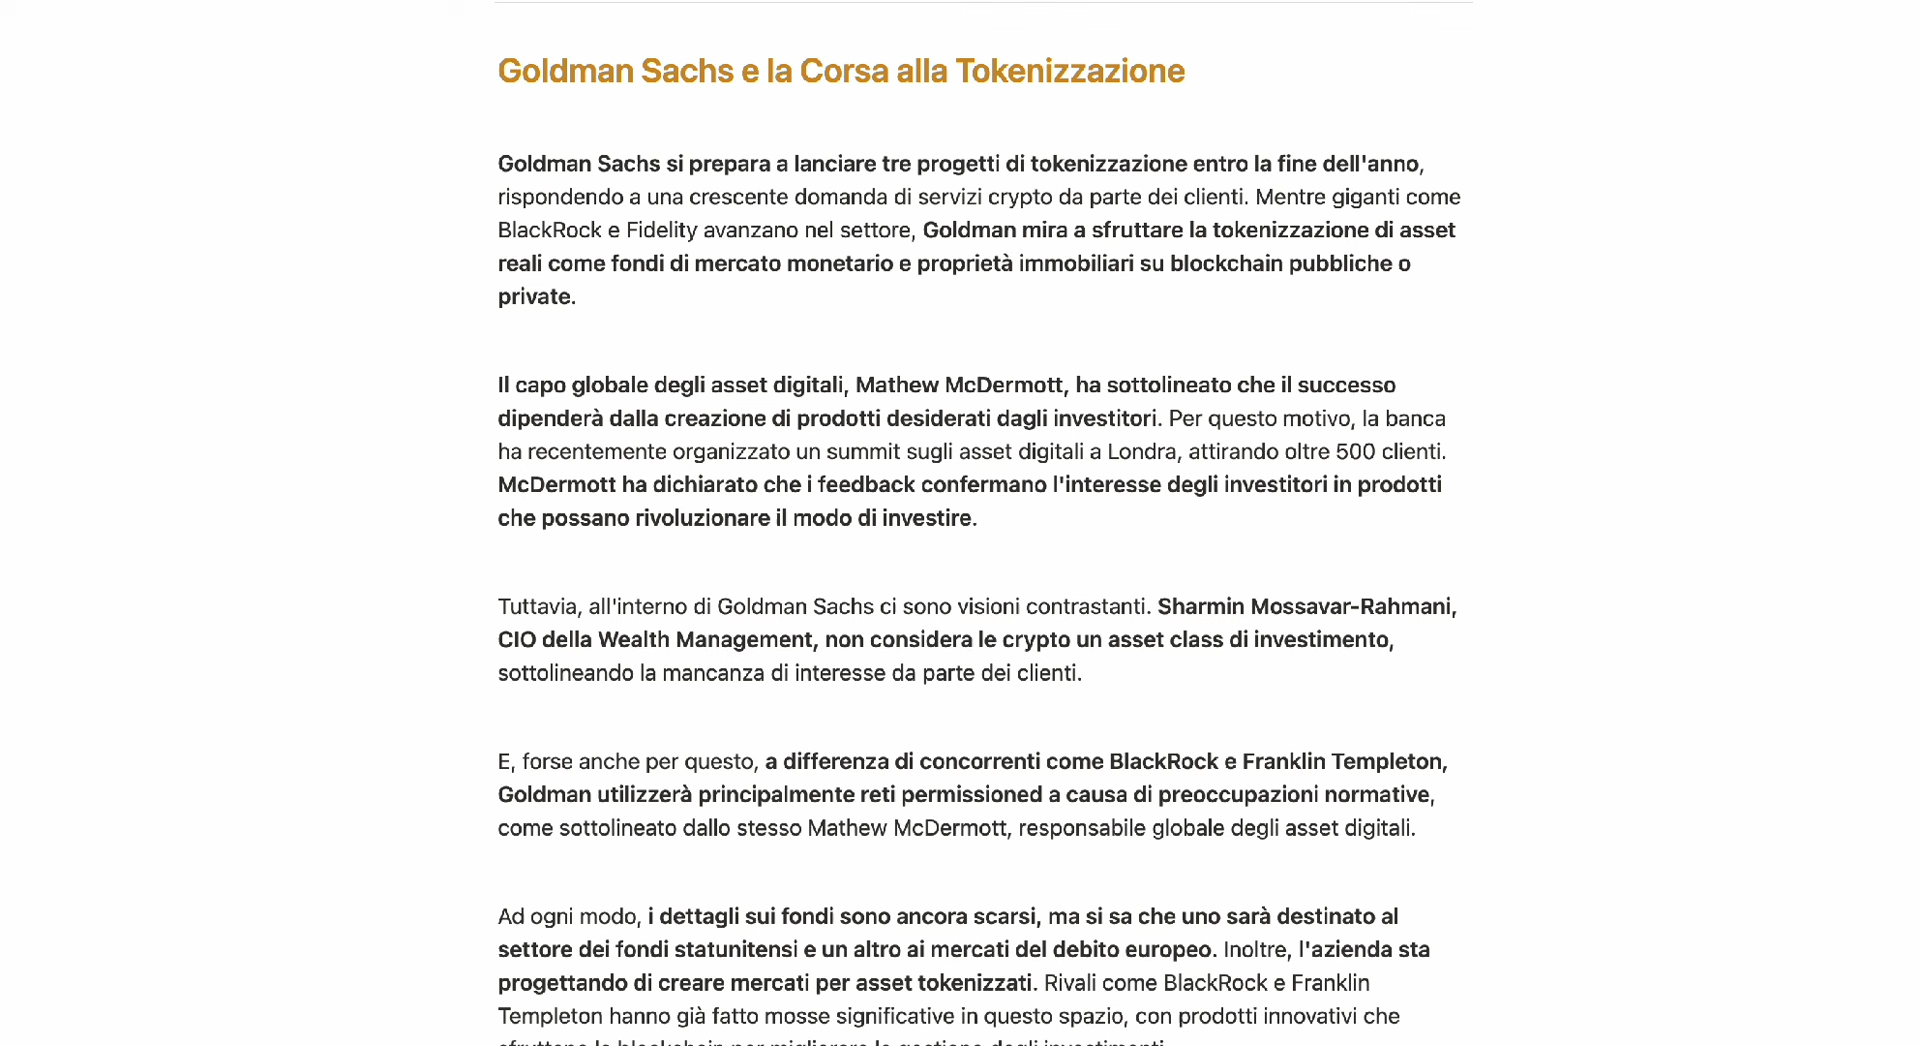 Goldman Sachs e la Corsa alla Tokenizzazione
Goldman Sachs si prepara a lanciare tre progetti di tokenizzazione entro la fine dell'anno,
rispondendo a una crescente domanda di servizi crypto da parte dei clienti. Mentre giganti come
BlackRock e Fidelity avanzano nel settore, Goldman mira a sfruttare la tokenizzazione di asset
reali come fondi di mercato monetario e proprietà immobiliari su blockchain pubbliche o
private.
Il capo globale degli asset digitali, Mathew McDermott, ha sottolineato che il successo
dipenderà dalla creazione di prodotti desiderati dagli investitori. Per questo motivo, la banca
ha recentemente organizzato un summit sugli asset digitali a Londra, attirando oltre 500 clienti.
McDermott ha dichiarato che i feedback confermano l'interesse degli investitori in prodotti
che possano rivoluzionare il modo di investire.
Tuttavia, all'interno di Goldman Sachs ci sono visioni contrastanti. Sharmin Mossavar-Rahmani,
CIO della Wealth Management, non considera le crypto un asset class di investimento,
sottolineando la mancanza di interesse da parte dei clienti.
E, forse anche per questo, a differenza di concorrenti come BlackRock e Franklin Templeton,
Goldman utilizzerà principalmente reti permissioned a causa di preoccupazioni normative,
come sottolineato dallo stesso Mathew McDermott, responsabile globale degli asset digitali.
Ad ogni modo, i dettagli sui fondi sono ancora scarsi, ma si sa che uno sarà destinato al
settore dei fondi statunitensi e un altro ai mercati del debito europeo. Inoltre, l'azienda sta
progettando di creare mercati per asset tokenizzati. Rivali come BlackRock e Franklin
Templeton hanno già fatto mosse significative in questo spazio, con prodotti innovativi che
sfruttano la blockchain per migliorare la gestione degli investimenti.